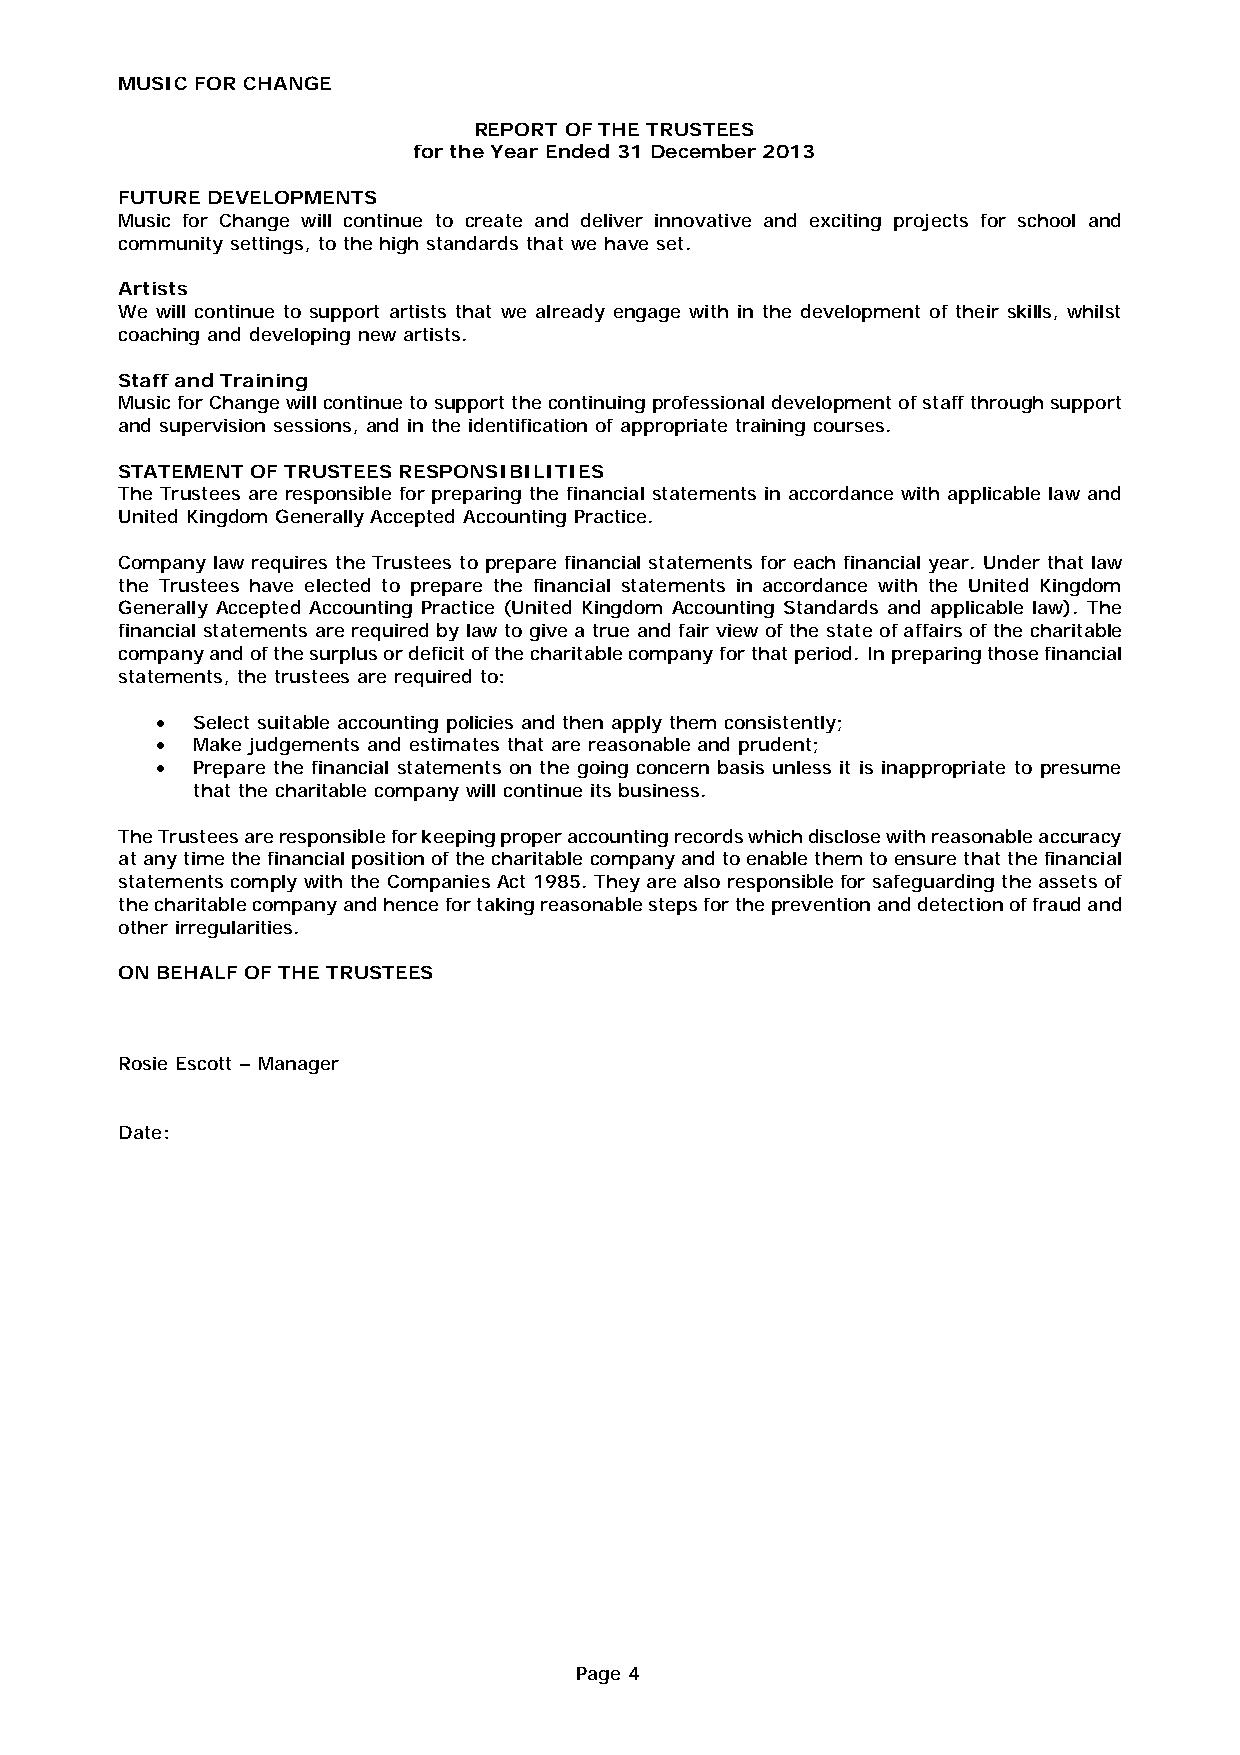 MUSIC FOR CHANGE
REPORT OF THE TRUSTEES
for the Year Ended 31 December 2013
FUTURE DEVELOPMENTS
Music for Change will continue to create and deliver innovative and exciting projects for school and
community settings, to the high standards that we have set.
Artists
We will continue to support artists that we already engage with in the development of their skills, whilst
coaching and developing new artists.
Staff and Training
Music for Change will continue to support the continuing professional development of staff through support
and supervision sessions, and in the identification of appropriate training courses.
STATEMENT OF TRUSTEES RESPONSIBILITIES
The Trustees are responsible for preparing the financial statements in accordance with applicable law and
United Kingdom Generally Accepted Accounting Practice.
Company law requires the Trustees to prepare financial statements for each financial year. Under that law
the Trustees have elected to prepare the financial statements in accordance with the United Kingdom
Generally Accepted Accounting Practice (United Kingdom Accounting Standards and applicable law). The
financial statements are required by law to give a true and fair view of the state of affairs of the charitable
company and of the surplus or deficit of the charitable company for that period. In preparing those financial
statements, the trustees are required to:
• Select suitable accounting policies and then apply them consistently;
• Make judgements and estimates that are reasonable and prudent;
• Prepare the financial statements on the going concern basis unless it is inappropriate to presume
that the charitable company will continue its business.
The Trustees are responsible for keeping proper accounting records which disclose with reasonable accuracy
at any time the financial position of the charitable company and to enable them to ensure that the financial
statements comply with the Companies Act 1985. They are also responsible for safeguarding the assets of
the charitable company and hence for taking reasonable steps for the prevention and detection of fraud and
other irregularities.
ON BEHALF OF THE TRUSTEES
Rosie Escott – Manager
Date:
Page 4